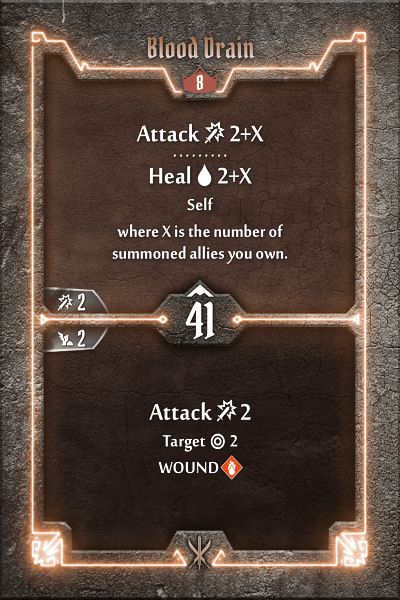 Blood Drain
8
Attack 2+X
Heal 2+X
Self
where X is the number of
summoned allies you own.
2
41
2
Attack 2
Target 2
WOUND